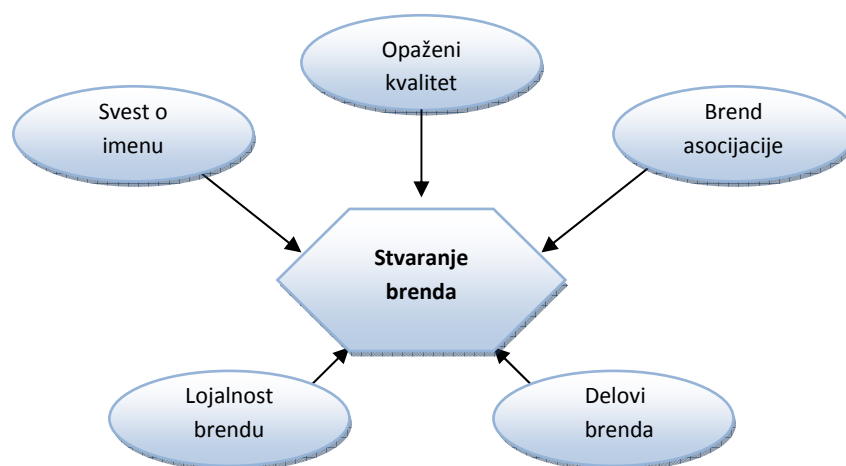 Opaženi
kvalitet
Svest o
imenu
Brend
asocijacije
Stvaranje
brenda
Lojalnost
brendu
Delovi
brenda